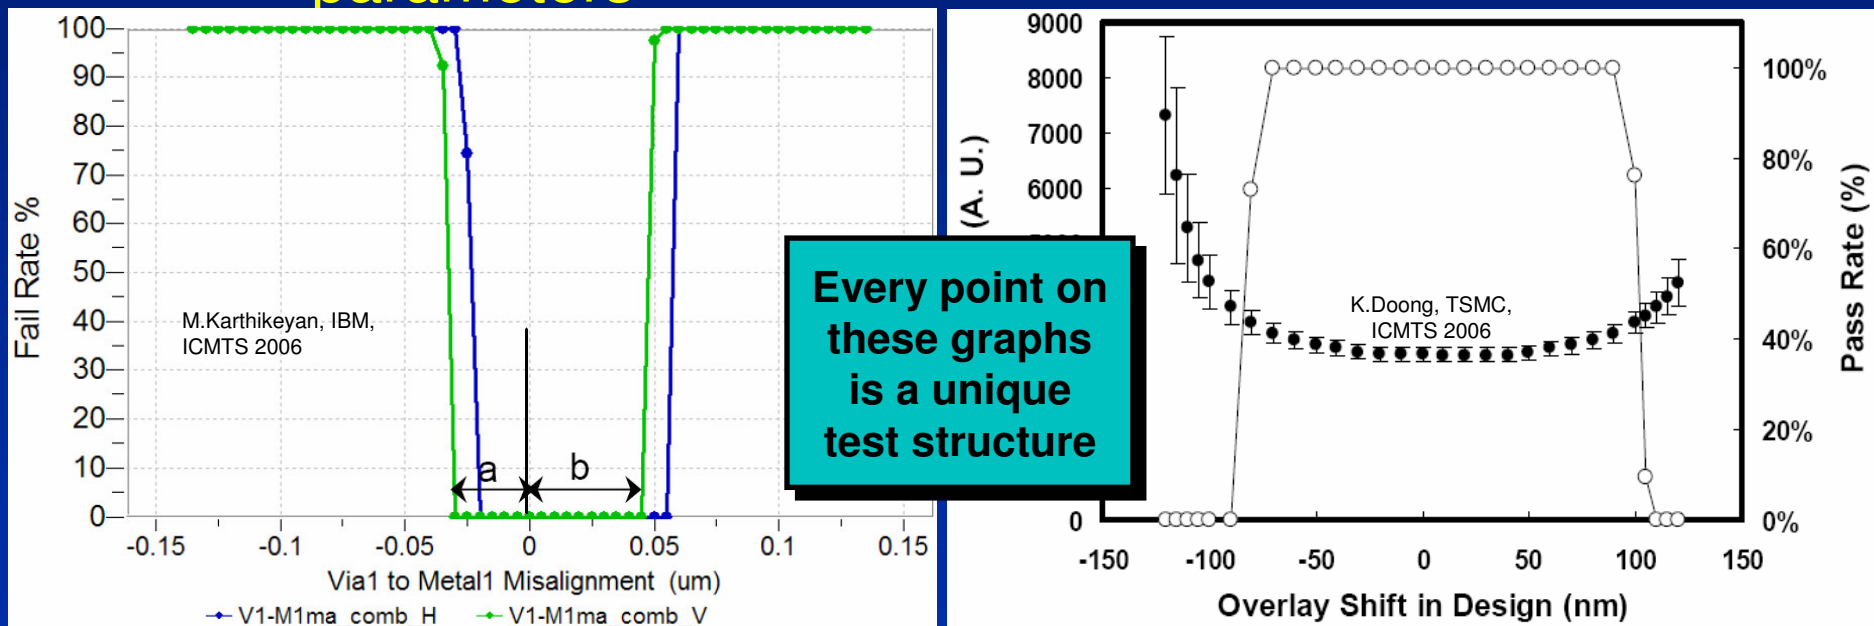 parameters
100
90
80
70
60
50
40
30
20
10
0
Fail Rate %
M.Karthikeyan, IBM,
ICMTS 2006
a
b
-0.15
-0.1
-0.05
0
0.05
0.1
0.15
Via1 to Metal1 Misalignment (um)
V1-M1ma_comb_H
V1-M1ma_comb_V
Every point on
these graphs
is a unique
test structure
9000
8000
7000
6000
0
(A. U.)
K.Doong, TSMC,
ICMTS 2006
100%
80%
60%
40%
20%
0%
Pass Rate (%)
-150
-100
-50
0
50
100
150
Overlay Shift in Design (nm)